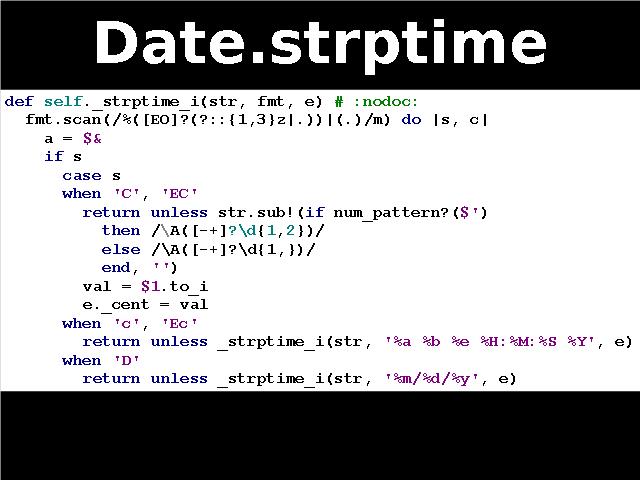 Date.strptime
def self._strptime_i(str, fmt, e) # :nodoc:
  fmt.scan(/%([EO]?(?::{1,3}z|.))|(.)/m) do |s, c|
    a = $&
    if s
      case s
      when 'C', 'EC'
        return unless str.sub!(if num_pattern?($')
          then /\A([-+]?\d{1,2})/
          else /\A([-+]?\d{1,})/
          end, '')
        val = $1.to_i
        e._cent = val
      when 'c', 'Ec'
        return unless _strptime_i(str, '%a %b %e %H:%M:%S %Y', e)
      when 'D'
        return unless _strptime_i(str, '%m/%d/%y', e)